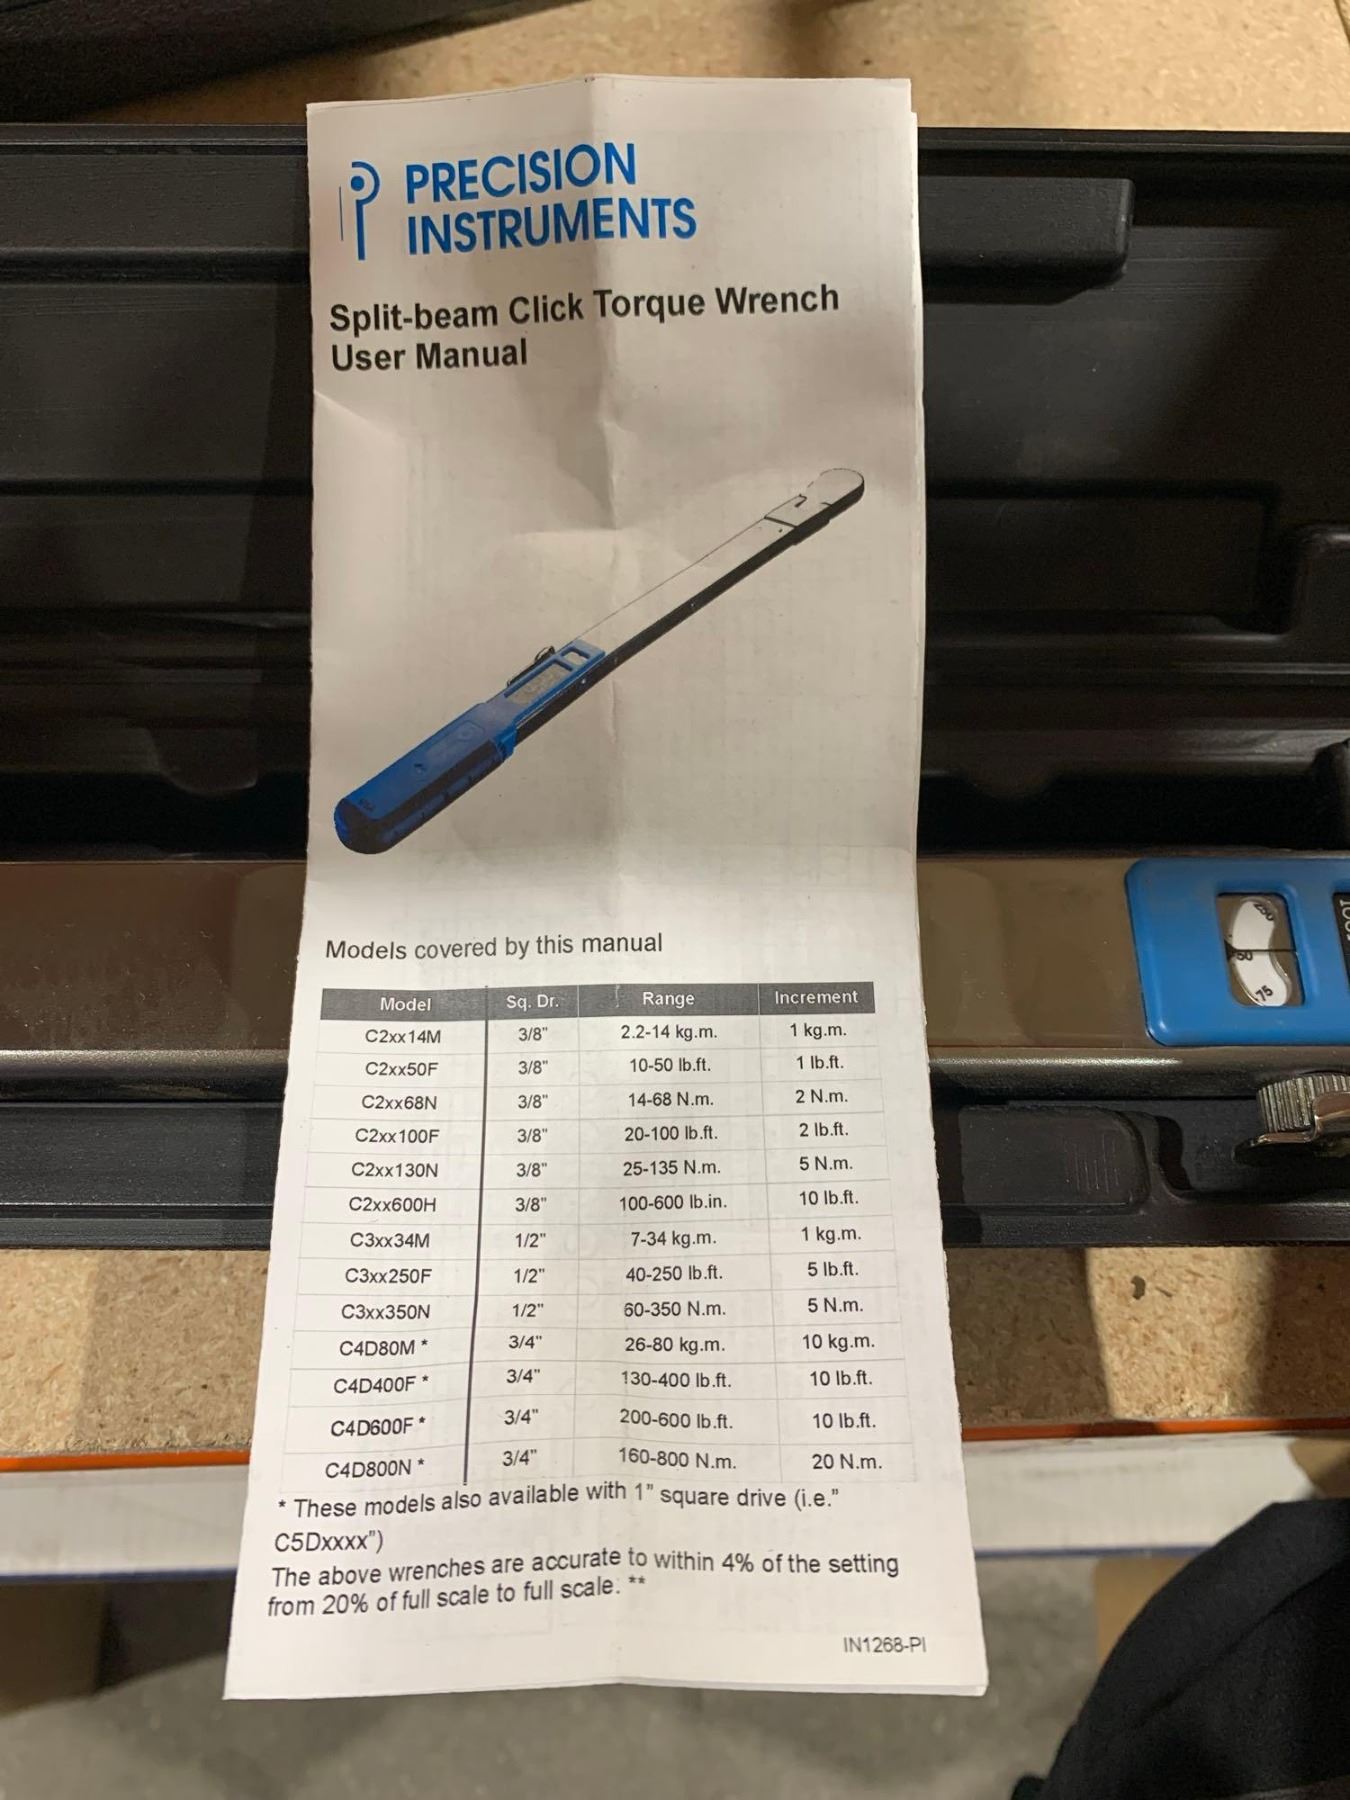 PRECISION
INSTRUMENTS
Split-beam Click Torque Wrench
User Manual
Models covered by this manual
Model Sq. Dr. Range Increment
C2xx14M 3/8" 2.2-14 kg.m. 1 kg.m.
C2xx50F 3/8" 10-50 lb.ft. 1 lb.ft.
C2xx68N 3/8" 14-68 N.m. 2 N.m.
C2xx100F 3/8" 20-100 lb.ft. 2 lb.ft.
C2xx130N 3/8" 25-135 N.m. 5 N.m.
C2xx600H 3/8" 100-600 lb.in. 10 lb.ft.
C3xx34M 1/2" 7-34 kg.m. 1 kg.m.
C3xx250F 1/2" 40-250 lb.ft. 5 lb.ft.
C3xx350N 1/2" 60-350 N.m. 5 N.m.
C4D80M * 3/4" 26-80 kg.m. 10 kg.m.
C4D400F * 3/4" 130-400 lb.ft. 10 lb.ft.
C4D600F * 3/4" 200-600 lb.ft. 10 lb.ft.
C4D800N * 3/4" 160-800 N.m. 20 N.m.
* These models also available with 1" square drive (i.e."
C5Dxxxx")
The above wrenches are accurate to within 4% of the setting
from 20% of full scale to full scale. **
IN1268-PI
250
50
75